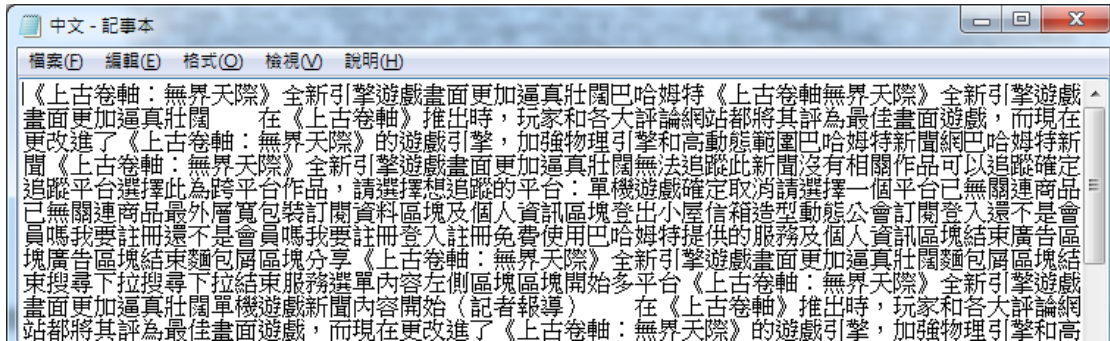 中文 - 記事本
檔案(F) 編輯(E) 格式(O) 檢視(V) 說明(H)
《上古卷軸：無界天際》全新引擎遊戲畫面更加逼真壯闊巴哈姆特《上古卷軸無界天際》全新引擎遊戲
畫面更加逼真壯闊　　在《上古卷軸》推出時，玩家和各大評論網站都將其評為最佳畫面遊戲，而現在
更改進了《上古卷軸：無界天際》的遊戲引擎，加強物理引擎和高動態範圍巴哈姆特新聞網巴哈姆特新
聞《上古卷軸：無界天際》全新引擎遊戲畫面更加逼真壯闊無法追蹤此新聞沒有相關作品可以追蹤確定
追蹤平台選擇此為跨平台作品，請選擇想追蹤的平台：單機遊戲確定取消請選擇一個平台已無關連商品
已無關連商品最外層寬包裝訂閱資料區塊及個人資訊區塊登出小屋信箱造型動態公會訂閱登入還不是會
員嗎我要註冊還不是會員嗎我要註冊登入註冊免費使用巴哈姆特提供的服務及個人資訊區塊結束廣告區
塊廣告區塊結束麵包屑區塊分享《上古卷軸：無界天際》全新引擎遊戲畫面更加逼真壯闊麵包屑區塊結
束搜尋下拉搜尋下拉結束服務選單內容左側區塊區塊開始多平台《上古卷軸：無界天際》全新引擎遊戲
畫面更加逼真壯闊單機遊戲新聞內容開始（記者報導）　　在《上古卷軸》推出時，玩家和各大評論網
站都將其評為最佳畫面遊戲，而現在更改進了《上古卷軸：無界天際》的遊戲引擎，加強物理引擎和高